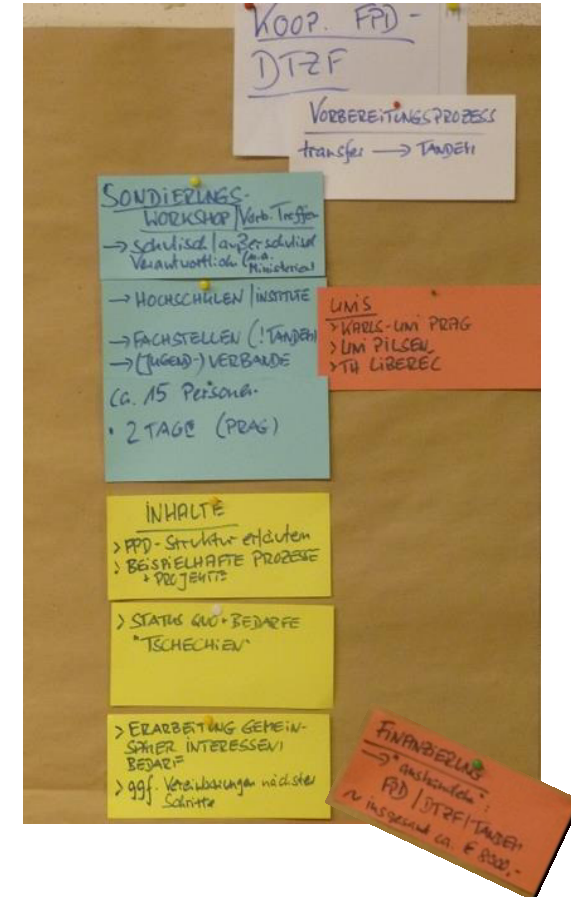 KOOP. FPD-
DTZF
VORBEREITUNGSPROZESS
transfer → TANDEM
SONDIERUNGS-
WORKSHOP / Vorb. Treffen
→ schulisch / außerschulisch
Verantwortlich (u.a.
Ministerien
→ HOCHSCHULEN / INSTITUTE
→ FACHSTELLEN (! TANDEM
→ (JUGEND-) VERBÄNDE
UNIS
> KARLS-UNI PRAG
> UNI PILSEN
> TH LIBEREC
ca. 15 Personen
• 2 TAGE (PRAG)
INHALTE
> FPD-Struktur erläutern
> BEISPIELHAFTE PROZESSE
+ PROJEKTE
> STATUS QUO + BEDARFE
"TSCHECHIEN"
> ERARBEITUNG GEMEIN-
SAMER INTERESSEN /
BEDARF
> ggf. Vereinbarungen nächster
Schritte
FINANZIERUNG
→ "aushandeln":
FPD / DTZF / TANDEM
~ insgesamt ca. € 8000,-